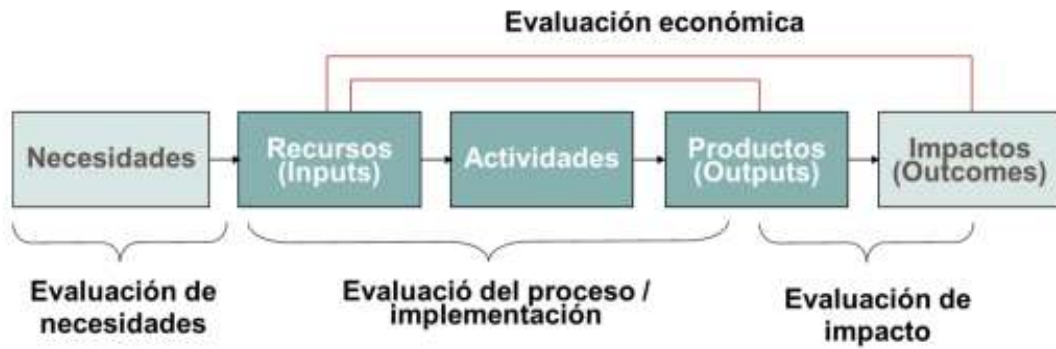 Evaluación económica
Necesidades
Recursos
(Inputs)
Actividades
Productos
(Outputs)
Impactos
(Outcomes)
Evaluación de
necesidades
Evaluació del proceso /
implementación
Evaluación de
impacto